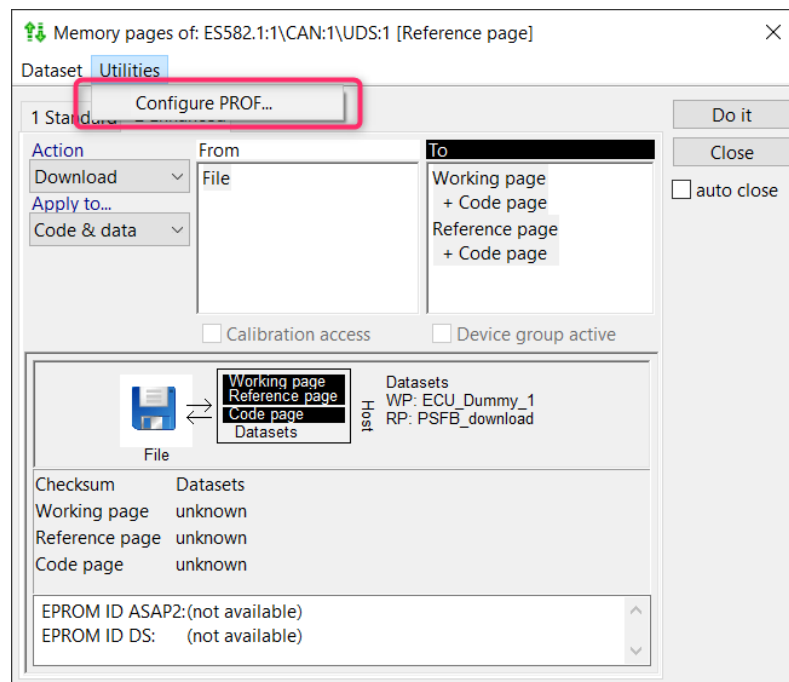 Memory pages of: ES582.1:1\CAN:1\UDS:1 [Reference page]
Dataset Utilities
Configure PROF...
1 Standard
Do it
Close
auto close
Action
Download
Apply to...
Code & data
From
File
To
Working page
+ Code page
Reference page
+ Code page
Calibration access
Device group active
File
Working page
Reference page
Code page
Datasets
Host
Datasets
WP: ECU_Dummy_1
RP: PSFB_download
Checksum Datasets
Working page unknown
Reference page unknown
Code page unknown
EPROM ID ASAP2:(not available)
EPROM ID DS: (not available)